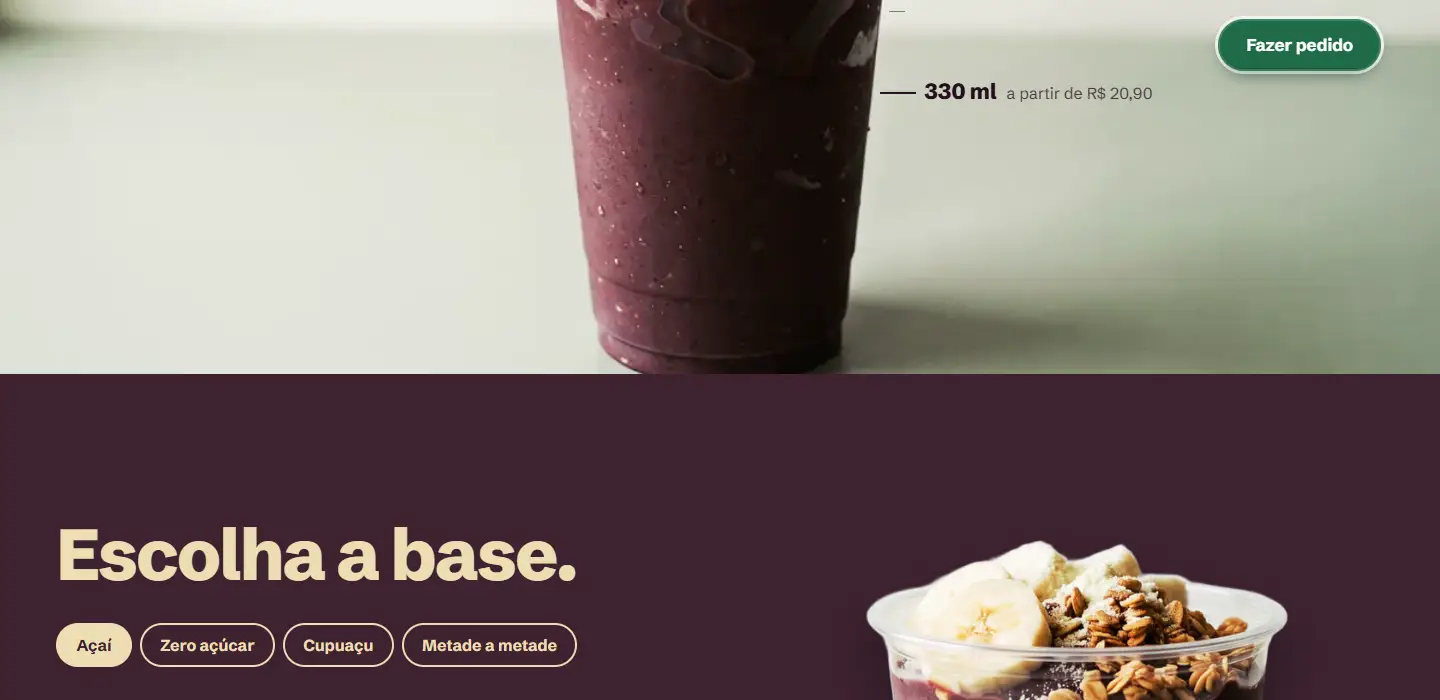 Fazer pedido
330 ml a partir de R$ 20,90
Escolha a base.
Açaí
Zero açúcar
Cupuaçu
Metade a metade